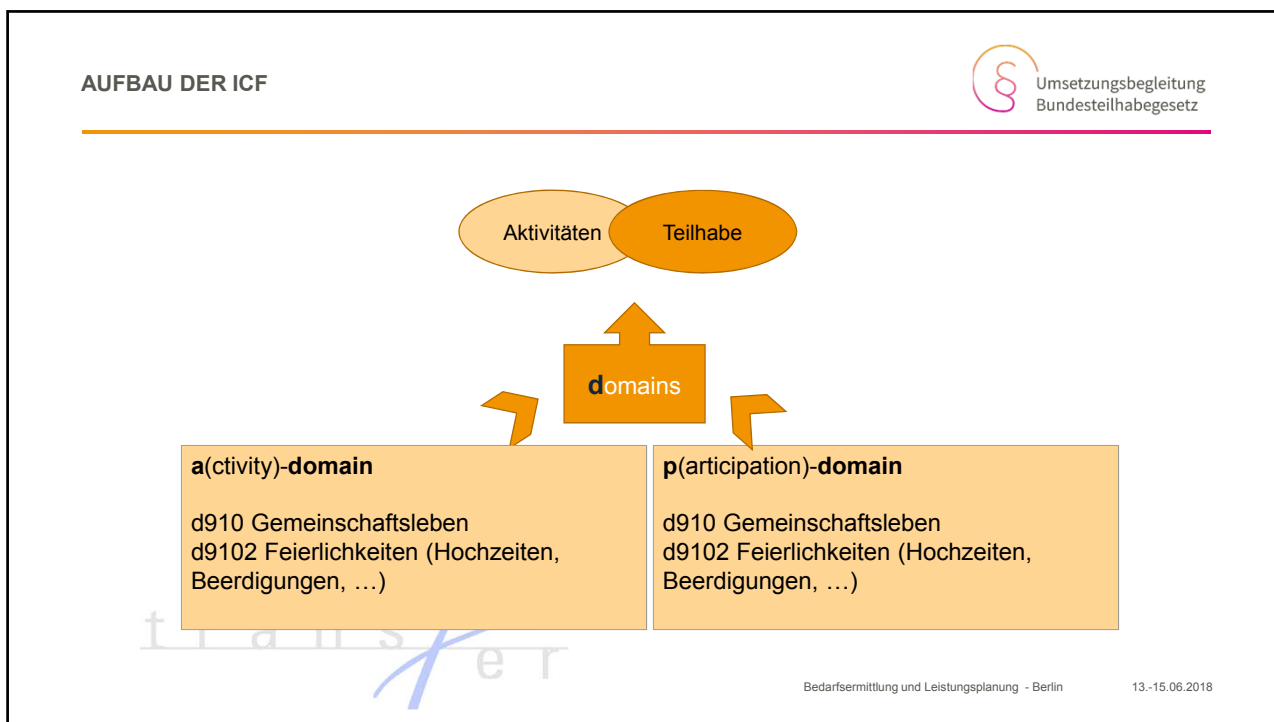 AUFBAU DER ICF
Umsetzungsbegleitung
Bundesteilhabegesetz
Aktivitäten
Teilhabe
domains
a(ctivity)-domain
d910 Gemeinschaftsleben
d9102 Feierlichkeiten (Hochzeiten,
Beerdigungen, …)
p(articipation)-domain
d910 Gemeinschaftsleben
d9102 Feierlichkeiten (Hochzeiten,
Beerdigungen, …)
transfer
Bedarfsermittlung und Leistungsplanung - Berlin
13.-15.06.2018